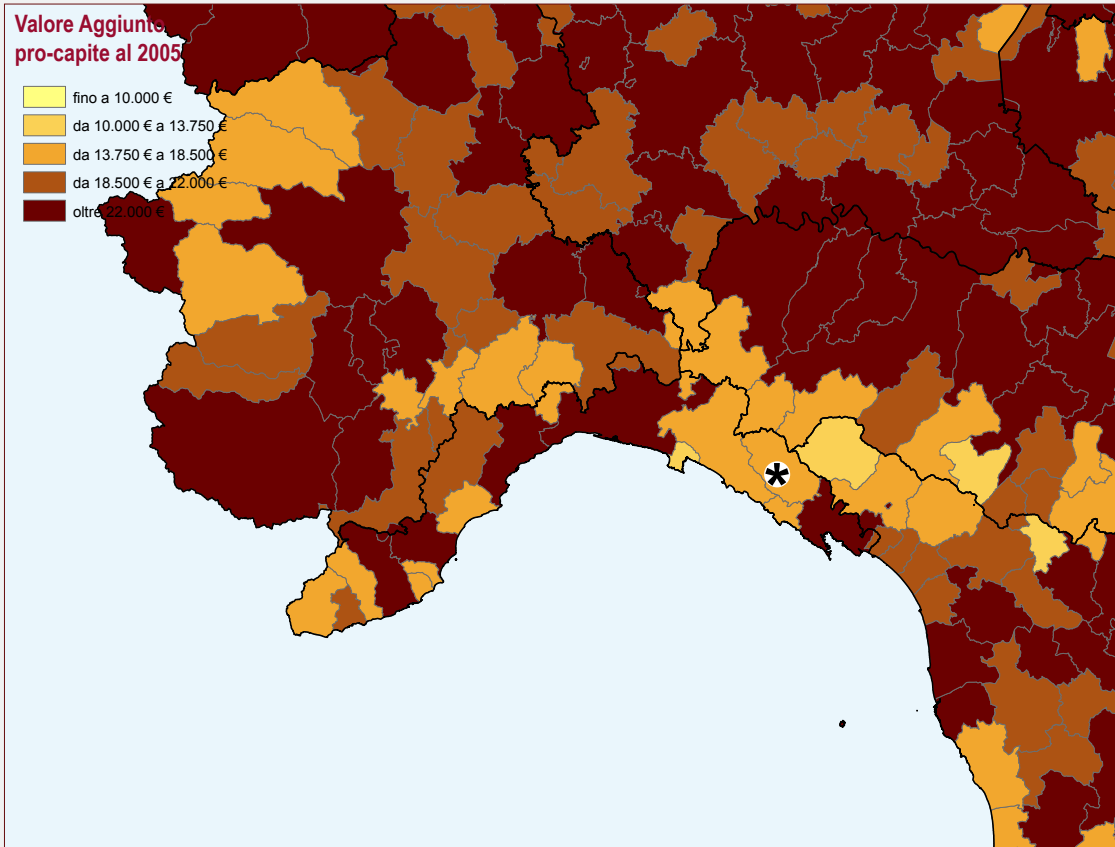 Valore Aggiunto
pro-capite al 2005
fino a 10.000 €
da 10.000 € a 13.750 €
da 13.750 € a 18.500 €
da 18.500 € a 22.000 €
oltre 22.000 €
*